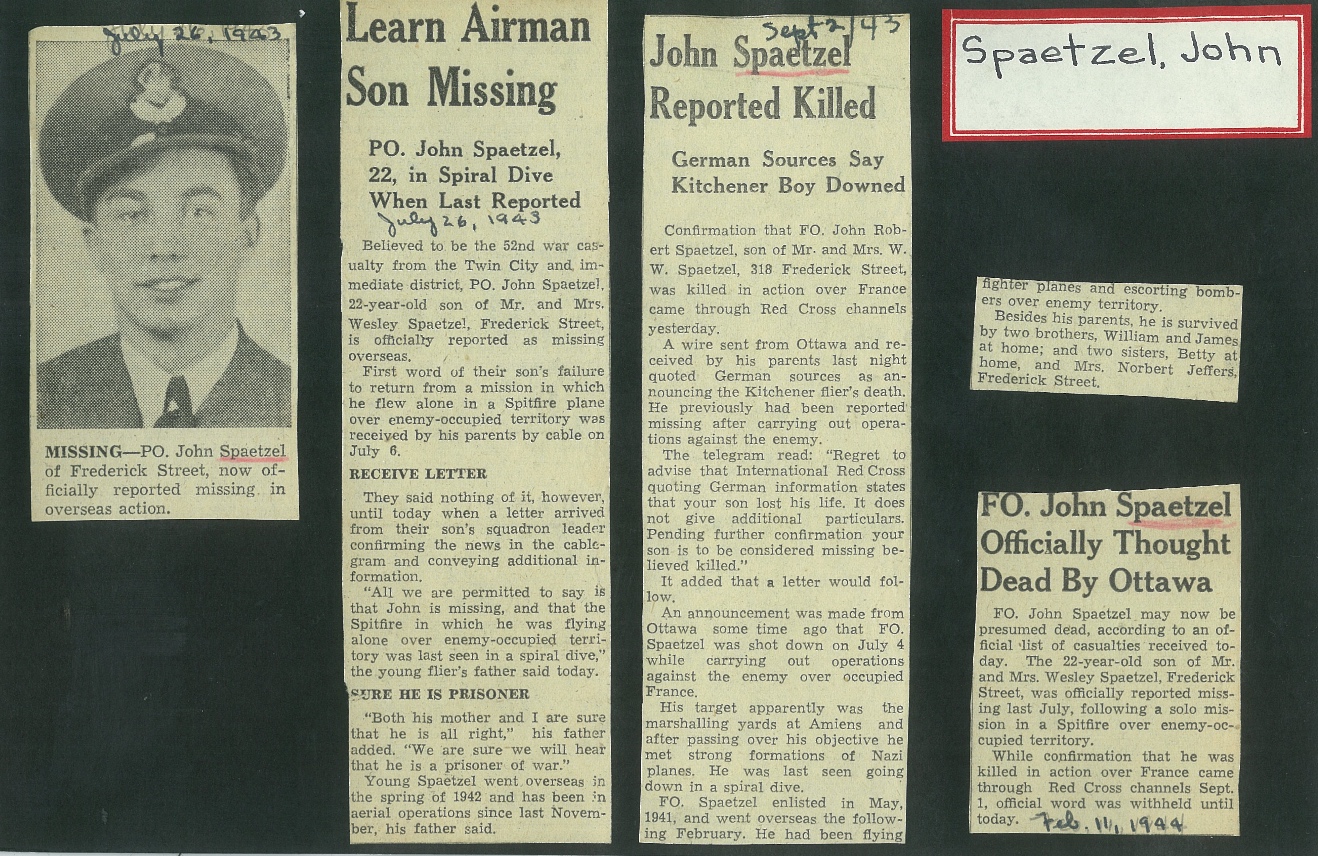 July 26, 1943
MISSING—PO. John Spaetzel
of Frederick Street, now of-
ficially reported missing in
overseas action.
Learn Airman
Son Missing
PO. John Spaetzel,
22, in Spiral Dive
When Last Reported
July 26, 1943
Believed to be the 52nd war cas-
ualty from the Twin City and im-
mediate district, PO. John Spaetzel,
22-year-old son of Mr. and Mrs.
Wesley Spaetzel, Frederick Street,
is officially reported as missing
overseas.
First word of their son's failure
to return from a mission in which
he flew alone in a Spitfire plane
over enemy-occupied territory was
received by his parents by cable on
July 6.
RECEIVE LETTER
They said nothing of it, however,
until today when a letter arrived
from their son's squadron leader
confirming the news in the cable-
gram and conveying additional in-
formation.
"All we are permitted to say is
that John is missing, and that the
Spitfire in which he was flying
alone over enemy-occupied terri-
tory was last seen in a spiral dive,"
the young flier's father said today.
SURE HE IS PRISONER
"Both his mother and I are sure
that he is all right," his father
added. "We are sure we will hear
that he is a prisoner of war."
Young Spaetzel went overseas in
the spring of 1942 and has been in
aerial operations since last Novem-
ber, his father said.
Sept 2/43
John Spaetzel
Reported Killed
German Sources Say
Kitchener Boy Downed
Confirmation that FO. John Rob-
ert Spaetzel, son of Mr. and Mrs. W.
W. Spaetzel, 318 Frederick Street,
was killed in action over France
came through Red Cross channels
yesterday.
A wire sent from Ottawa and re-
ceived by his parents last night
quoted German sources as an-
nouncing the Kitchener flier's death.
He previously had been reported
missing after carrying out opera-
tions against the enemy.
The telegram read: "Regret to
advise that International Red Cross
quoting German information states
that your son lost his life. It does
not give additional particulars.
Pending further confirmation your
son is to be considered missing be-
lieved killed."
It added that a letter would fol-
low.
An announcement was made from
Ottawa some time ago that FO.
Spaetzel was shot down on July 4
while carrying out operations
against the enemy over occupied
France.
His target apparently was the
marshalling yards at Amiens and
after passing over his objective he
met strong formations of Nazi
planes. He was last seen going
down in a spiral dive.
FO. Spaetzel enlisted in May,
1941, and went overseas the follow-
ing February. He had been flying
Spaetzel, John
fighter planes and escorting bomb-
ers over enemy territory.
Besides his parents, he is survived
by two brothers, William and James
at home; and two sisters, Betty at
home, and Mrs. Norbert Jeffers,
Frederick Street.
FO. John Spaetzel
Officially Thought
Dead By Ottawa
FO. John Spaetzel may now be
presumed dead, according to an of-
ficial list of casualties received to-
day. The 22-year-old son of Mr.
and Mrs. Wesley Spaetzel, Frederick
Street, was officially reported miss-
ing last July, following a solo mis-
sion in a Spitfire over enemy-oc-
cupied territory.
While confirmation that he was
killed in action over France came
through Red Cross channels Sept.
1, official word was withheld until
today. Feb. 11, 1944